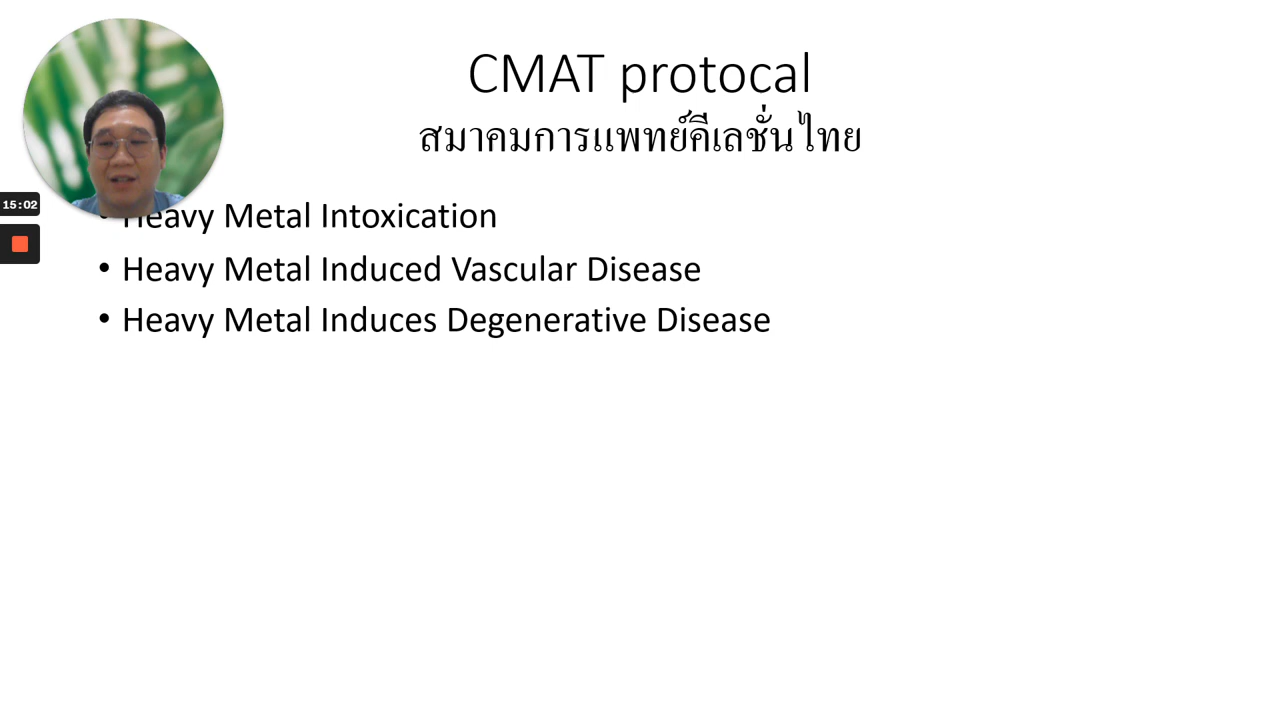 CMAT protocal
สมาคมการแพทย์คีเลชั่นไทย
15:02
• Heavy Metal Intoxication
• Heavy Metal Induced Vascular Disease
• Heavy Metal Induces Degenerative Disease